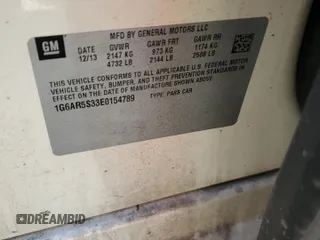 GM
MFD BY GENERAL MOTORS LLC
DATE GVWR GAWR FRT GAWR RR
12/13 2147 KG 973 KG 1174 KG
4732 LB 2144 LB 2588 LB
THIS VEHICLE CONFORMS TO ALL APPLICABLE U.S. FEDERAL MOTOR VEHICLE
SAFETY, BUMPER, AND THEFT PREVENTION STANDARDS
IN EFFECT ON THE DATE OF MANUFACTURE SHOWN ABOVE.
1G6AR5S33E0154789 TYPE: PASS CAR
DREAMBID